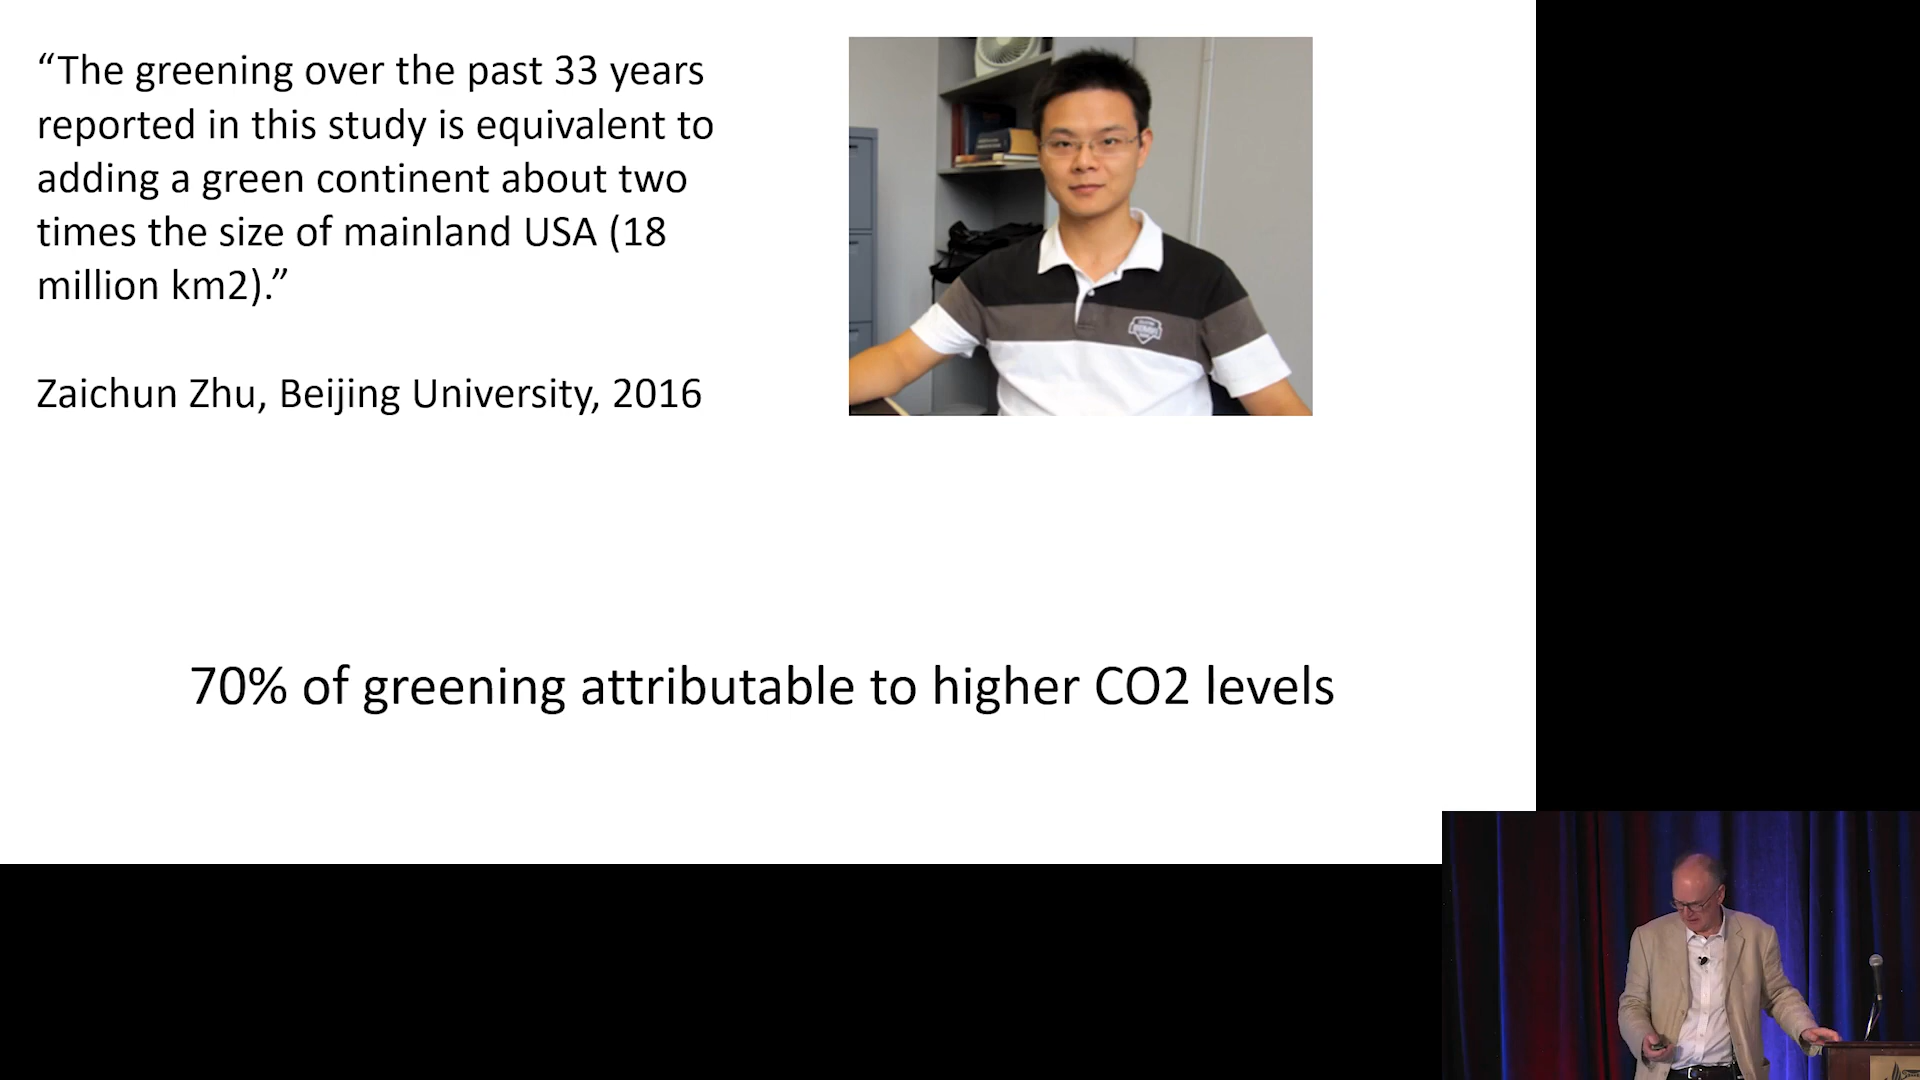 “The greening over the past 33 years
reported in this study is equivalent to
adding a green continent about two
times the size of mainland USA (18
million km2).”
Zaichun Zhu, Beijing University, 2016
70% of greening attributable to higher CO2 levels